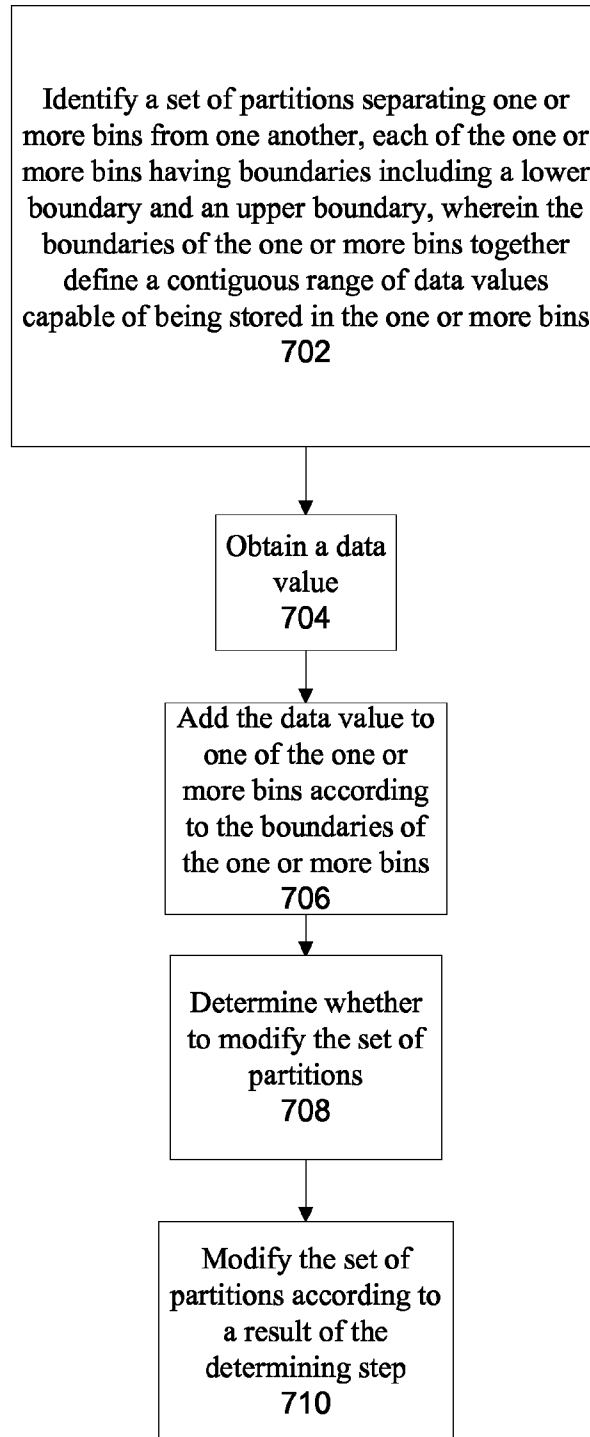 Identify a set of partitions separating one or
more bins from one another, each of the one or
more bins having boundaries including a lower
boundary and an upper boundary, wherein the
boundaries of the one or more bins together
define a contiguous range of data values
capable of being stored in the one or more bins
702
Obtain a data
value
704
Add the data value to
one of the one or
more bins according
to the boundaries of
the one or more bins
706
Determine whether
to modify the set of
partitions
708
Modify the set of
partitions according to
a result of the
determining step
710